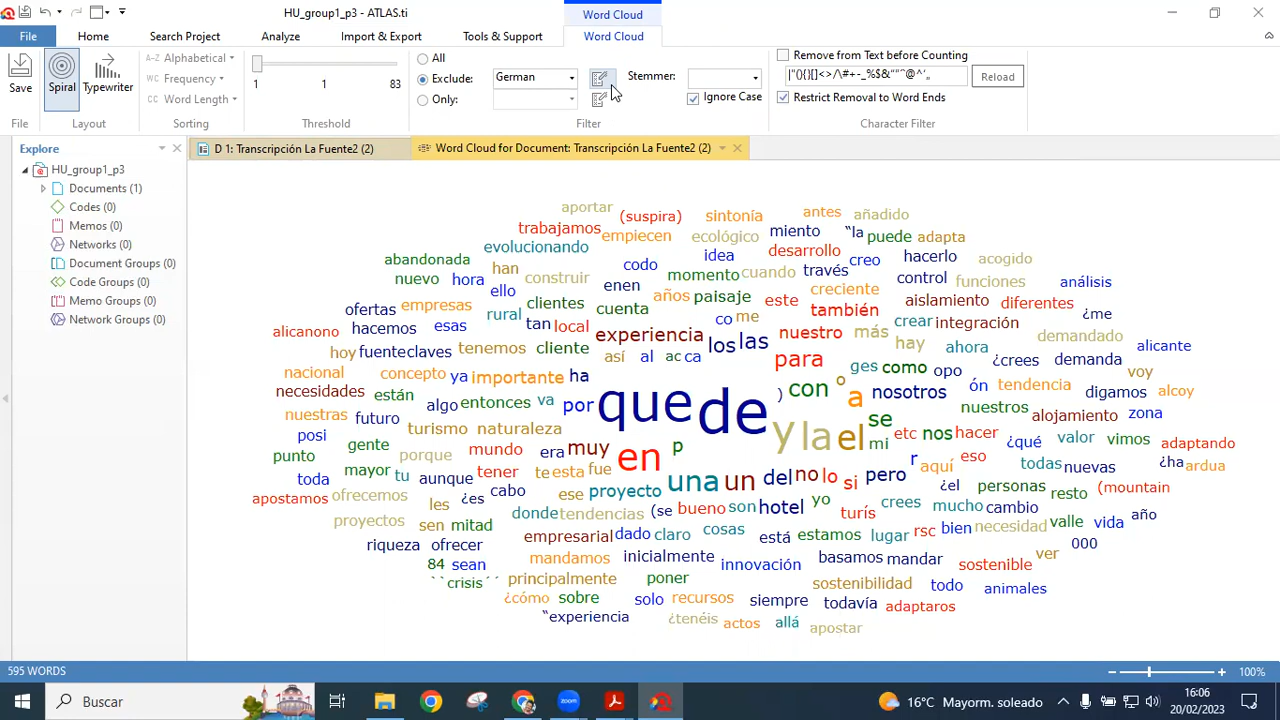 HU_group1_p3 - ATLAS.ti
Word Cloud
File Home Search Project Analyze Import & Export Tools & Support Word Cloud
Save Spiral Typewriter
A-Z Alphabetical
Frequency
Word Length
1 1 83
All
Exclude: German
Only:
Stemmer:
Ignore Case
Remove from Text before Counting
Reload
Restrict Removal to Word Ends
File Layout Sorting Threshold Filter Character Filter
Explore
D 1: Transcripción La Fuente2 (2)
Word Cloud for Document: Transcripción La Fuente2 (2)
HU_group1_p3
Documents (1)
Codes (0)
Memos (0)
Networks (0)
Document Groups (0)
Code Groups (0)
Memo Groups (0)
Network Groups (0)
aportar (suspira) sintonía antes añadido
trabajamos empiecen ecológico miento “la puede adapta
evolucionando idea desarrollo creo hacerlo
abandonada han codo momento cuando través control acogido
nuevo hora ello construir enen años paisaje este creciente funciones análisis
ofertas empresas rural clientes cuenta co me también aislamiento diferentes
alicanono hacemos esas tan local experiencia los las nuestro más crear integración ¿me
hoy fuenteclaves tenemos cliente así al ac ca para hay ahora ¿crees demandado demanda alicante
nacional concepto ya importante ha ges como opo voy
necesidades están algo entonces va por que de ) con o a nosotros ón tendencia digamos alcoy
nuestras futuro turismo naturaleza y la el se nuestros alojamiento zona
posi gente porque mundo era muy en p mi etc nos hacer ¿qué valor vimos adaptando
punto mayor tu tener te esta fue r aquí eso todas nuevas ¿ha ardua
toda aunque ese proyecto una un del no lo si pero ¿el personas resto (mountain
apostamos ofrecemos les ¿es cabo donde tendencias (se bueno son hotel yo crees mucho cambio año
proyectos sen mitad empresarial dado claro cosas turís rsc bien necesidad valle vida
riqueza ofrecer mandamos inicialmente está estamos lugar ver 000
84 sean principalmente poner innovación basamos mandar sostenible
``crisis´´ sostenibilidad todo animales
¿cómo sobre solo recursos siempre todavía adaptaros
“experiencia ¿tenéis actos allá apostar
595 WORDS 100%
Buscar 16°C Mayorm. soleado 16:06
20/02/2023